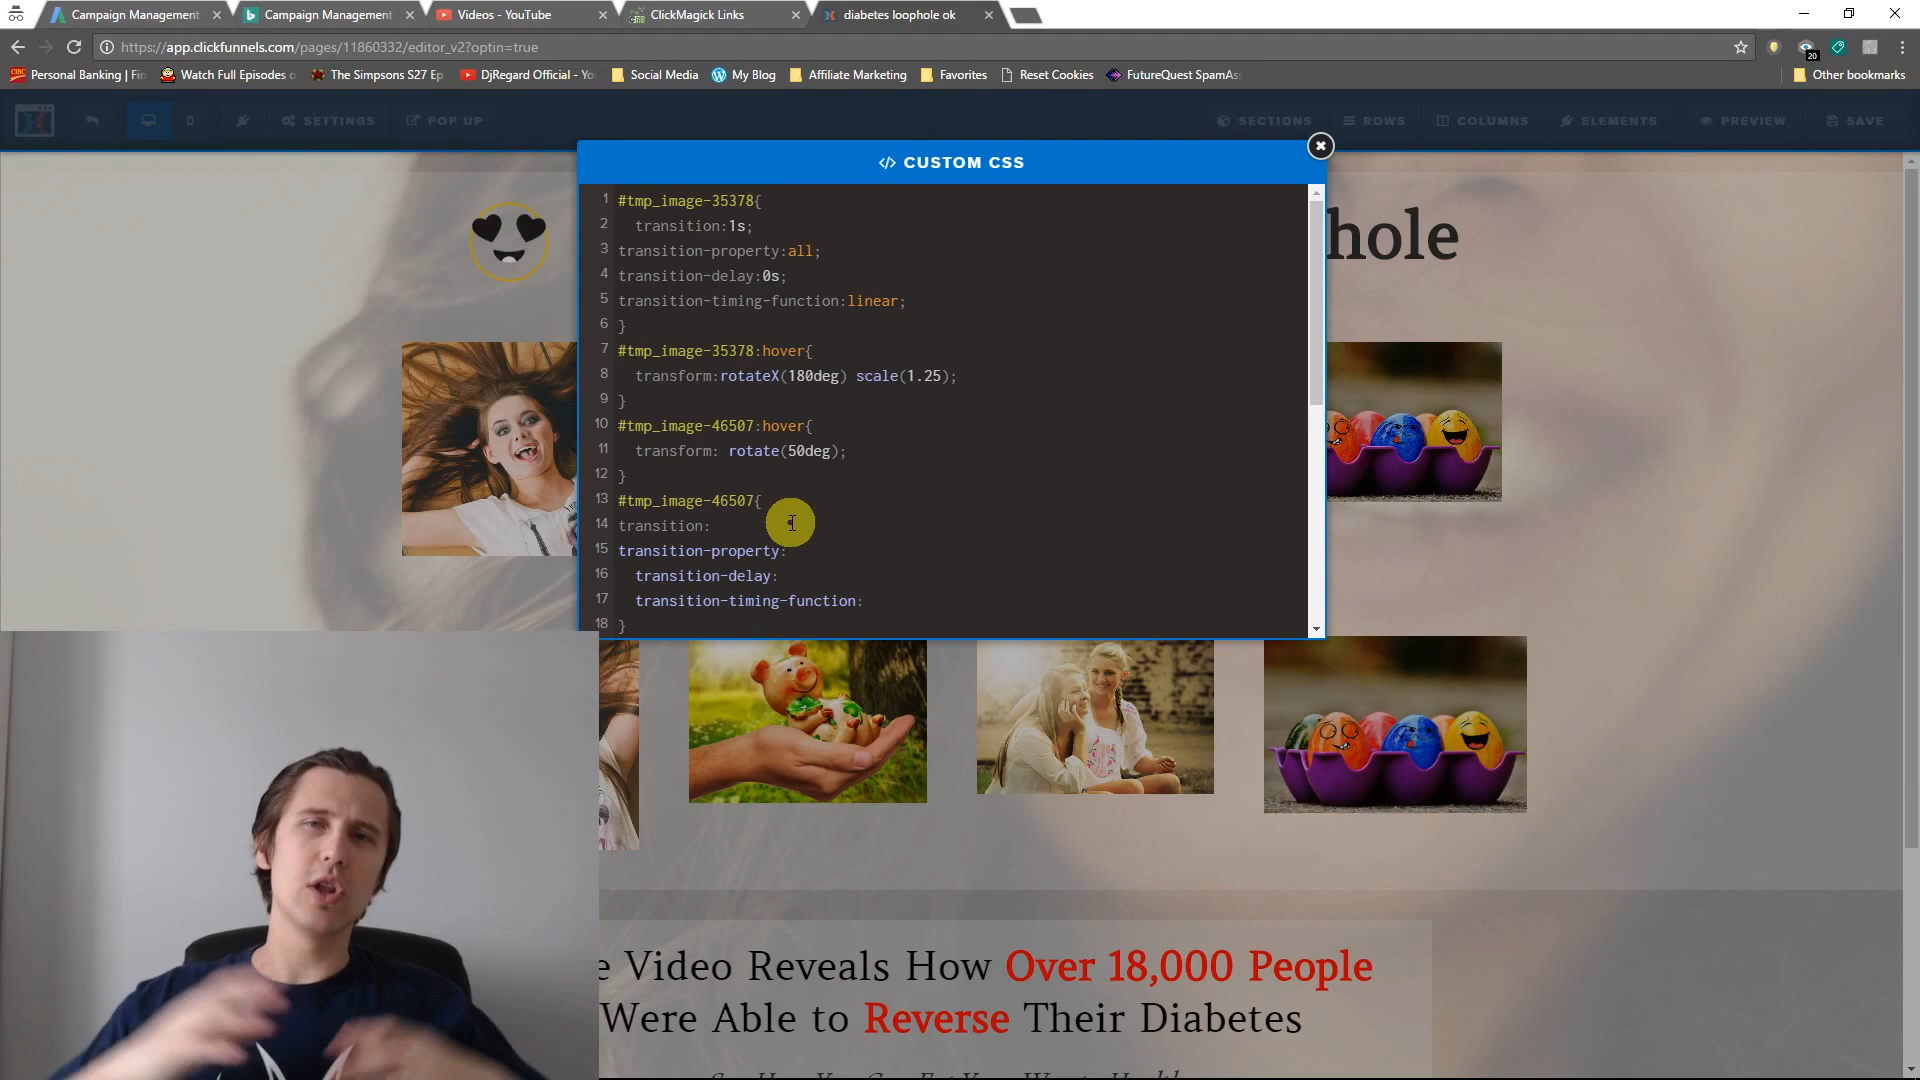 Campaign Management
Campaign Management
Videos - YouTube
ClickMagick Links
diabetes loophole ok
https://app.clickfunnels.com/pages/11860332/editor_v2?optin=true
20
CIBC Personal Banking | Fin
Watch Full Episodes o
The Simpsons S27 Ep
DjRegard Official - Yo
Social Media
My Blog
Affiliate Marketing
Favorites
Reset Cookies
FutureQuest SpamAs
Other bookmarks
SETTINGS
POP UP
SECTIONS
ROWS
COLUMNS
ELEMENTS
PREVIEW
SAVE
</> CUSTOM CSS
hole
1 #tmp_image-35378{
2 transition:1s;
3 transition-property:all;
4 transition-delay:0s;
5 transition-timing-function:linear;
6 }
7 #tmp_image-35378:hover{
8 transform:rotateX(180deg) scale(1.25);
9 }
10 #tmp_image-46507:hover{
11 transform: rotate(50deg);
12 }
13 #tmp_image-46507{
14 transition:
15 transition-property:
16 transition-delay:
17 transition-timing-function:
18 }
e Video Reveals How Over 18,000 People
Were Able to Reverse Their Diabetes